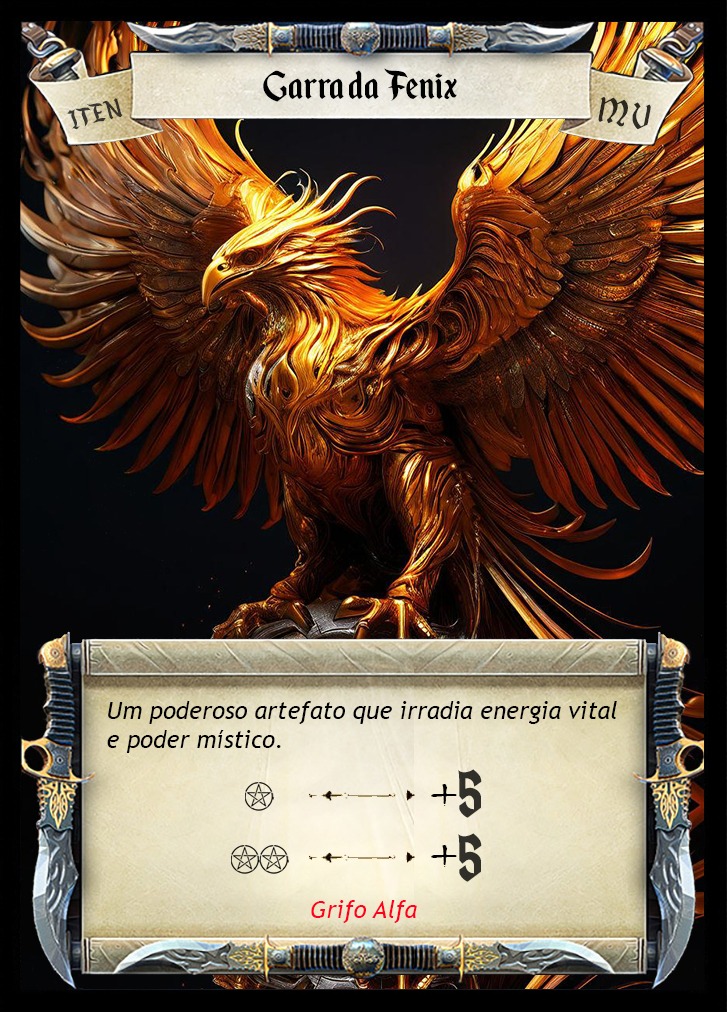 Garra da Fenix
ITEN
MU
Um poderoso artefato que irradia energia vital
e poder místico.
+5
+5
Grifo Alfa